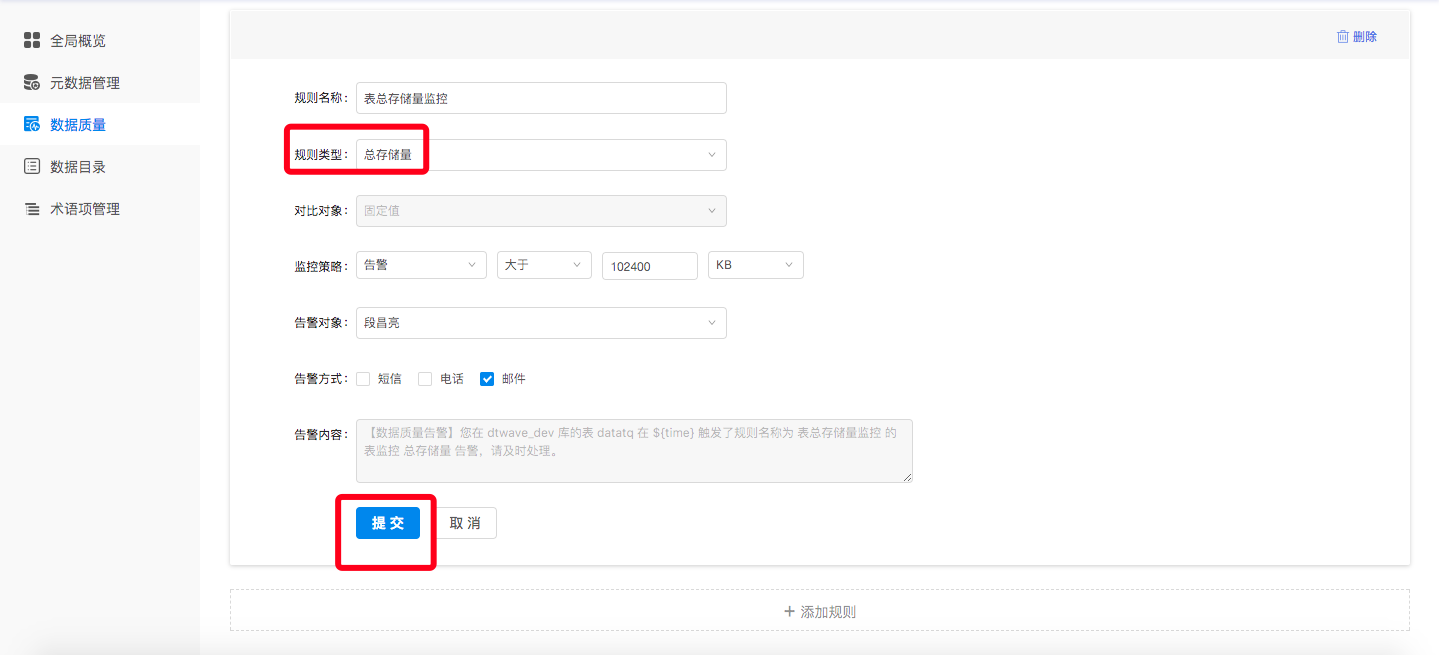 全局概览
元数据管理
数据质量
数据目录
术语项管理
删除
规则名称： 表总存储量监控
规则类型： 总存储量
对比对象： 固定值
监控策略： 告警 大于 102400 KB
告警对象： 段昌亮
告警方式： 短信 电话 邮件
告警内容： 【数据质量告警】您在 dtwave_dev 库的表 datatq 在 ${time} 触发了规则名称为 表总存储量监控 的
表监控 总存储量 告警，请及时处理。
提 交 取 消
+ 添加规则